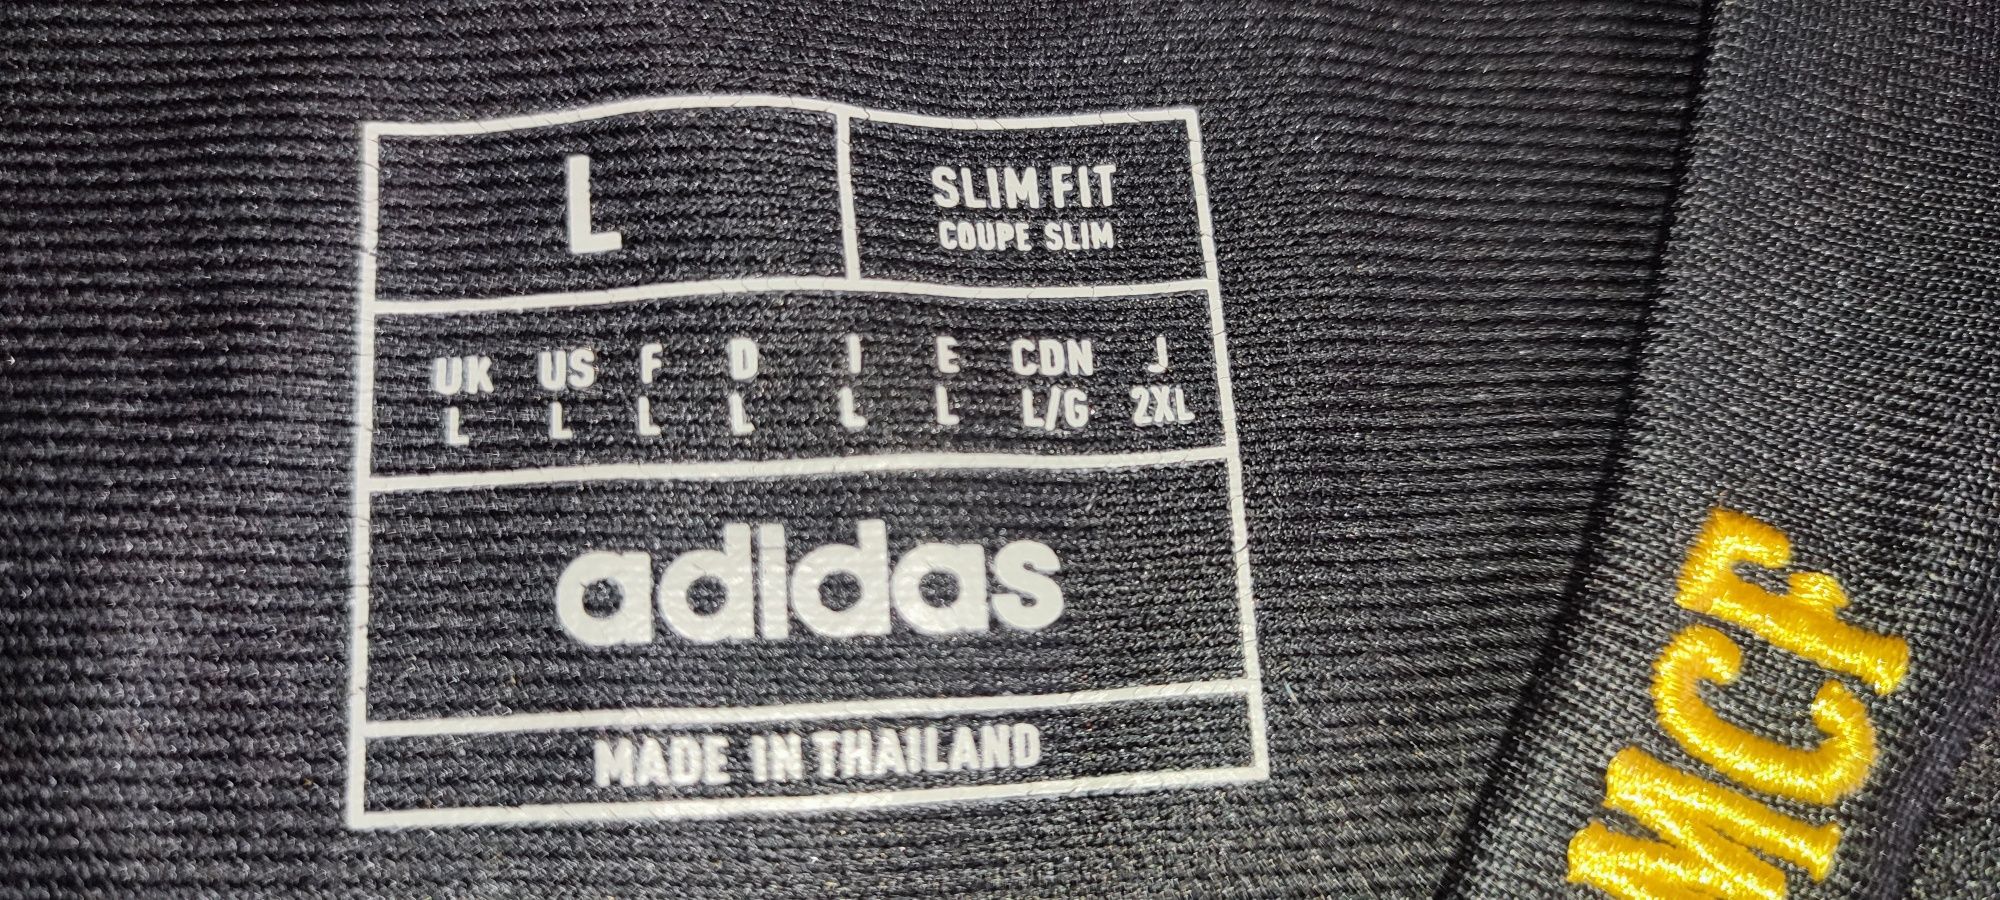 L
SLIM FIT
COUPE SLIM
UK US F D I E CDN J
L L L L L L L/G 2XL
adidas
MADE IN THAILAND
MCF